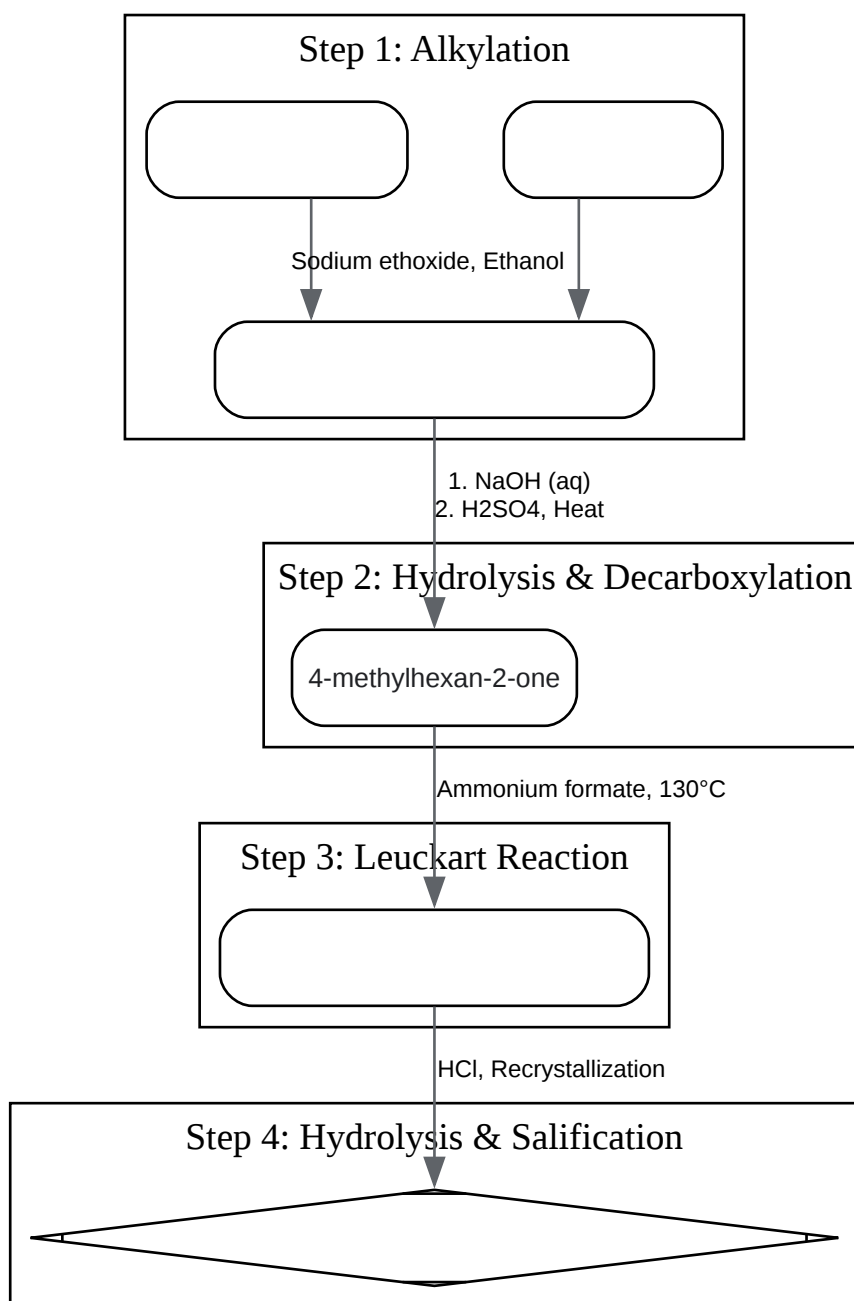 Step 1: Alkylation
Sodium ethoxide, Ethanol
1. NaOH (aq)
2. H2SO4, Heat
Step 2: Hydrolysis & Decarboxylation
4-methylhexan-2-one
Ammonium formate, 130°C
Step 3: Leuckart Reaction
HCl, Recrystallization
Step 4: Hydrolysis & Salification